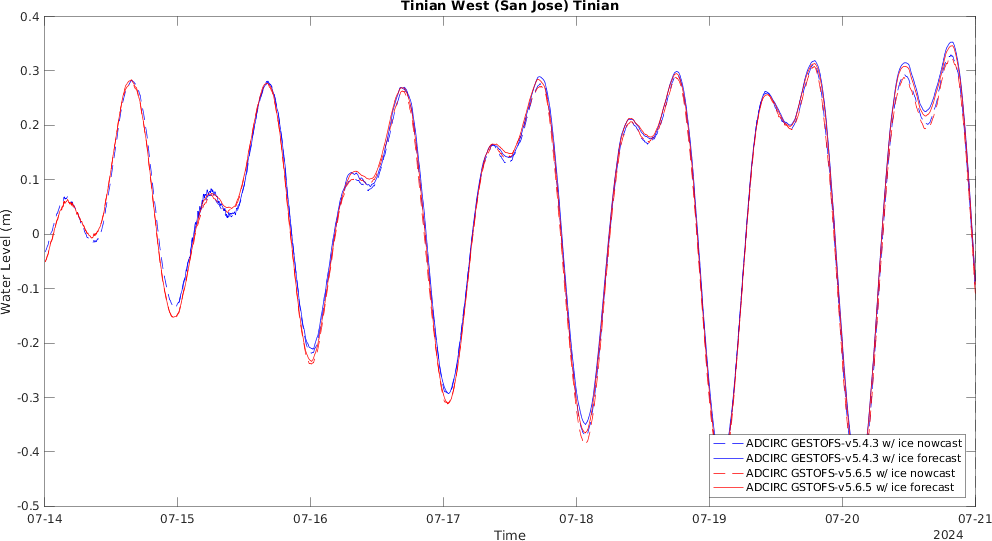 Tinian West (San Jose) Tinian
0.4
0.3
0.2
0.1
0
-0.1
-0.2
-0.3
-0.4
-0.5
Water Level (m)
ADCIRC GESTOFS-v5.4.3 w/ ice nowcast
ADCIRC GESTOFS-v5.4.3 w/ ice forecast
ADCIRC GSTOFS-v5.6.5 w/ ice nowcast
ADCIRC GSTOFS-v5.6.5 w/ ice forecast
07-14 07-15 07-16 07-17 07-18 07-19 07-20 07-21
Time
2024